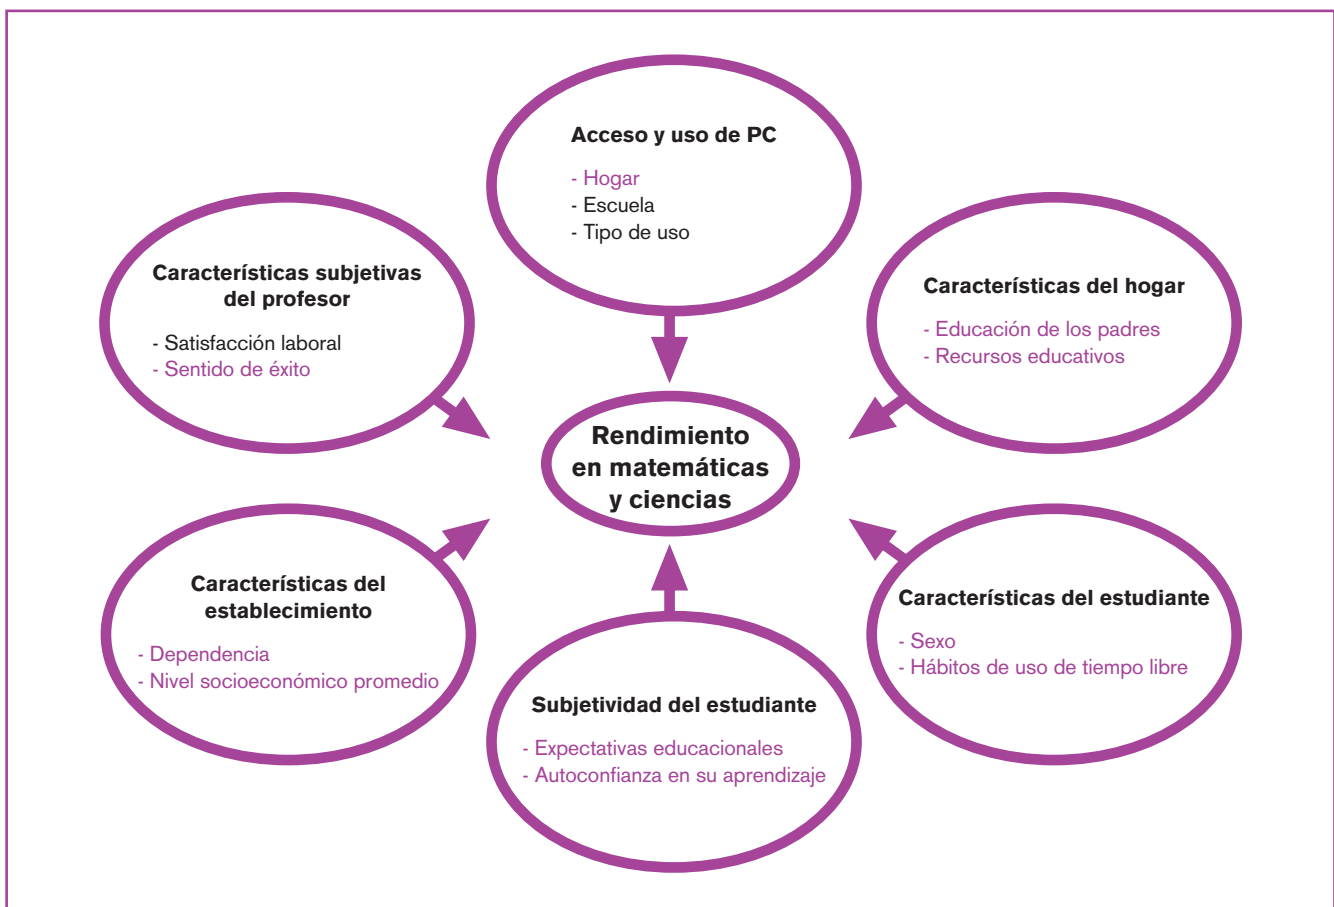 Acceso y uso de PC
- Hogar
- Escuela
- Tipo de uso
Características subjetivas
del profesor
- Satisfacción laboral
- Sentido de éxito
Características del hogar
- Educación de los padres
- Recursos educativos
Rendimiento
en matemáticas
y ciencias
Características del
establecimiento
- Dependencia
- Nivel socioeconómico promedio
Subjetividad del estudiante
- Expectativas educacionales
- Autoconfianza en su aprendizaje
Características del estudiante
- Sexo
- Hábitos de uso de tiempo libre